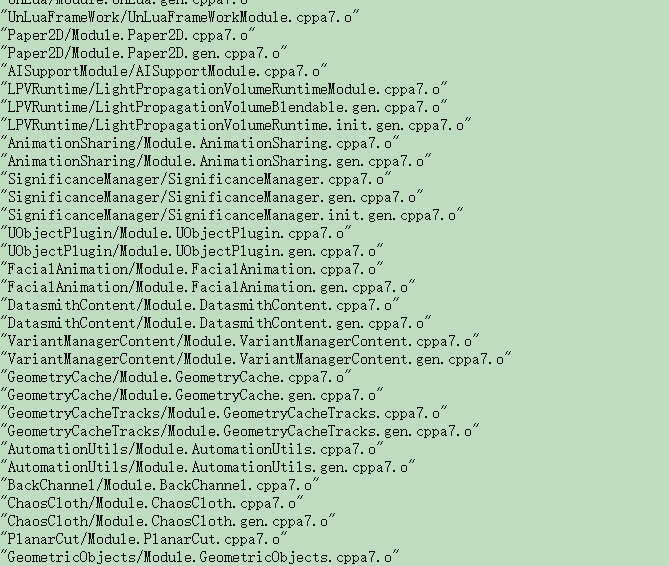 "UnLua/Module.UnLua.gen.cppa7.o"
"UnLuaFrameWork/UnLuaFrameWorkModule.cppa7.o"
"Paper2D/Module.Paper2D.cppa7.o"
"Paper2D/Module.Paper2D.gen.cppa7.o"
"AISupportModule/AISupportModule.cppa7.o"
"LPVRuntime/LightPropagationVolumeRuntimeModule.cppa7.o"
"LPVRuntime/LightPropagationVolumeBlendable.gen.cppa7.o"
"LPVRuntime/LightPropagationVolumeRuntime.init.gen.cppa7.o"
"AnimationSharing/Module.AnimationSharing.cppa7.o"
"AnimationSharing/Module.AnimationSharing.gen.cppa7.o"
"SignificanceManager/SignificanceManager.cppa7.o"
"SignificanceManager/SignificanceManager.gen.cppa7.o"
"SignificanceManager/SignificanceManager.init.gen.cppa7.o"
"UObjectPlugin/Module.UObjectPlugin.cppa7.o"
"UObjectPlugin/Module.UObjectPlugin.gen.cppa7.o"
"FacialAnimation/Module.FacialAnimation.cppa7.o"
"FacialAnimation/Module.FacialAnimation.gen.cppa7.o"
"DatasmithContent/Module.DatasmithContent.cppa7.o"
"DatasmithContent/Module.DatasmithContent.gen.cppa7.o"
"VariantManagerContent/Module.VariantManagerContent.cppa7.o"
"VariantManagerContent/Module.VariantManagerContent.gen.cppa7.o"
"GeometryCache/Module.GeometryCache.cppa7.o"
"GeometryCache/Module.GeometryCache.gen.cppa7.o"
"GeometryCacheTracks/Module.GeometryCacheTracks.cppa7.o"
"GeometryCacheTracks/Module.GeometryCacheTracks.gen.cppa7.o"
"AutomationUtils/Module.AutomationUtils.cppa7.o"
"AutomationUtils/Module.AutomationUtils.gen.cppa7.o"
"BackChannel/Module.BackChannel.cppa7.o"
"ChaosCloth/Module.ChaosCloth.cppa7.o"
"ChaosCloth/Module.ChaosCloth.gen.cppa7.o"
"PlanarCut/Module.PlanarCut.cppa7.o"
"GeometricObjects/Module.GeometricObjects.cppa7.o"